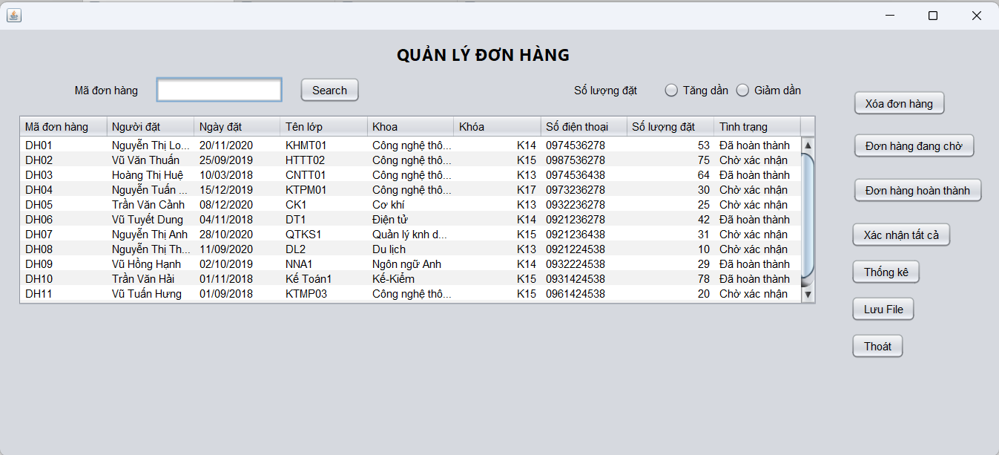 QUẢN LÝ ĐƠN HÀNG
Mã đơn hàng Search Số lượng đặt Tăng dần Giảm dần
Xóa đơn hàng
Mã đơn hàng Người đặt Ngày đặt Tên lớp Khoa Khóa Số điện thoại Số lượng đặt Tình trạng
DH01 Nguyễn Thị Lo... 20/11/2020 KHMT01 Công nghệ thô... K14 0974536278 53 Đã hoàn thành
Đơn hàng đang chờ
DH02 Vũ Văn Thuấn 25/09/2019 HTTT02 Công nghệ thô... K15 0987536278 75 Chờ xác nhận
DH03 Hoàng Thị Huệ 10/03/2018 CNTT01 Công nghệ thô... K13 0974536438 64 Đã hoàn thành
DH04 Nguyễn Tuấn ... 15/12/2019 KTPM01 Công nghệ thô... K17 0973236278 30 Chờ xác nhận
Đơn hàng hoàn thành
DH05 Trần Văn Cảnh 08/12/2020 CK1 Cơ khí K13 0932236278 25 Chờ xác nhận
DH06 Vũ Tuyết Dung 04/11/2018 DT1 Điện tử K14 0921236278 42 Đã hoàn thành
DH07 Nguyễn Thị Anh 28/10/2020 QTKS1 Quản lý knh d... K15 0921236438 31 Chờ xác nhận
Xác nhận tất cả
DH08 Nguyễn Thị Th... 11/09/2020 DL2 Du lịch K13 0921224538 10 Chờ xác nhận
DH09 Vũ Hồng Hạnh 02/10/2019 NNA1 Ngôn ngữ Anh K14 0932224538 29 Đã hoàn thành
Thống kê
DH10 Trần Văn Hải 01/11/2018 Kế Toán1 Kế-Kiểm K15 0931424538 78 Đã hoàn thành
DH11 Vũ Tuấn Hưng 01/09/2018 KTMP03 Công nghệ thô... K15 0961424538 20 Chờ xác nhận
Lưu File
Thoát